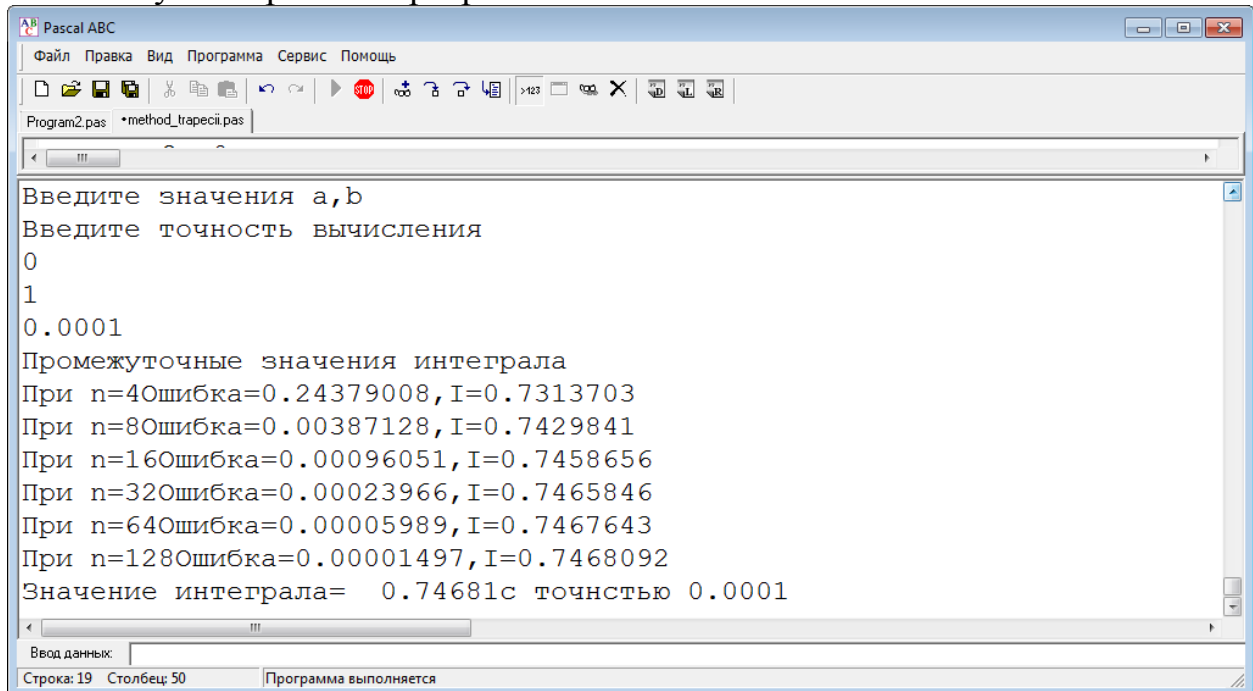 Pascal ABC
Файл Правка Вид Программа Сервис Помощь
Program2.pas •method_trapecii.pas
Введите значения a,b
Введите точность вычисления
0
1
0.0001
Промежуточные значения интеграла
При n=4Ошибка=0.24379008,I=0.7313703
При n=8Ошибка=0.00387128,I=0.7429841
При n=16Ошибка=0.00096051,I=0.7458656
При n=32Ошибка=0.00023966,I=0.7465846
При n=64Ошибка=0.00005989,I=0.7467643
При n=128Ошибка=0.00001497,I=0.7468092
Значение интеграла=  0.74681с точнстью 0.0001
Ввод данных:
Строка: 19 Столбец: 50 Программа выполняется